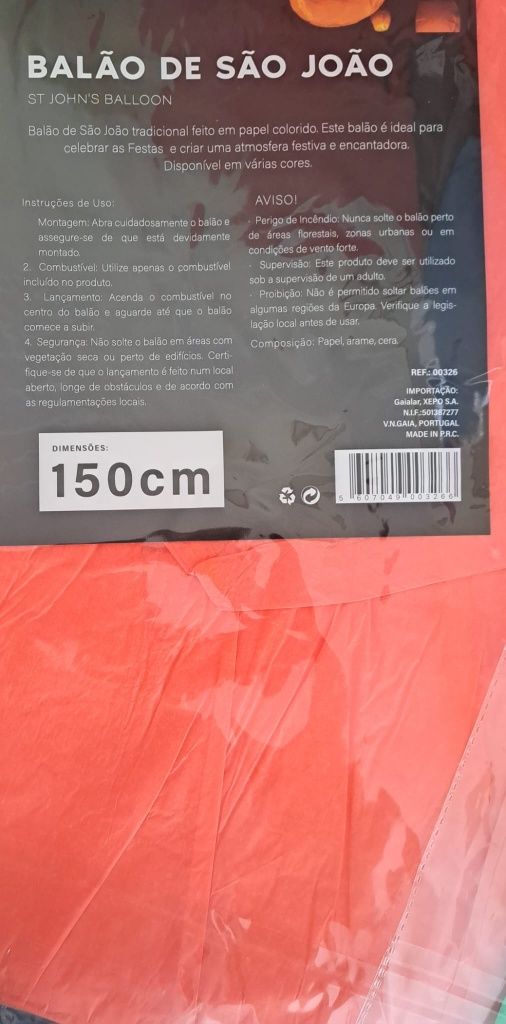 BALÃO DE SÃO JOÃO
ST JOHN'S BALLOON
Balão de São João tradicional feito em papel colorido. Este balão é ideal para
celebrar as Festas e criar uma atmosfera festiva e encantadora.
Disponível em várias cores.
Instruções de Uso:
Montagem: Abra cuidadosamente o balão e
assegure-se de que está devidamente
montado.
2. Combustível: Utilize apenas o combustível
incluído no produto.
3. Lançamento: Acenda o combustível no
centro do balão e aguarde até que o balão
comece a subir.
4. Segurança: Não solte o balão em áreas com
vegetação seca ou perto de edifícios. Certi-
fique-se de que o lançamento é feito num local
aberto, longe de obstáculos e de acordo com
as regulamentações locais.
AVISO!
· Perigo de Incêndio: Nunca solte o balão perto
de áreas florestais, zonas urbanas ou em
condições de vento forte.
· Supervisão: Este produto deve ser utilizado
sob a supervisão de um adulto.
· Proibição: Não é permitido soltar balões em
algumas regiões da Europa. Verifique a legis-
lação local antes de usar.
Composição: Papel, arame, cera.
REF.: 00326
IMPORTAÇÃO:
Gaialar, XEPO S.A.
N.I.F.:501387277
V.N.GAIA, PORTUGAL
MADE IN P.R.C.
DIMENSÕES:
150cm
5 607049 003266